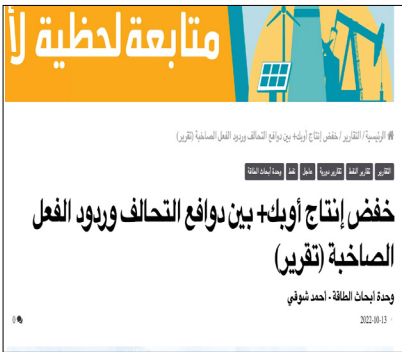 متابعة لحظية لأ
الرئيسية/التقارير/خفض إنتاج أوبك+ بين دوافع التحالف وردود الفعل الصاخبة (تقرير)
التقارير تقارير النفط تقارير دورية عاجل نفط وحدة أبحاث الطاقة
خفض إنتاج أوبك+ بين دوافع التحالف وردود الفعل
الصاخبة (تقرير)
وحدة أبحاث الطاقة - أحمد شوقي
2022-10-13
0